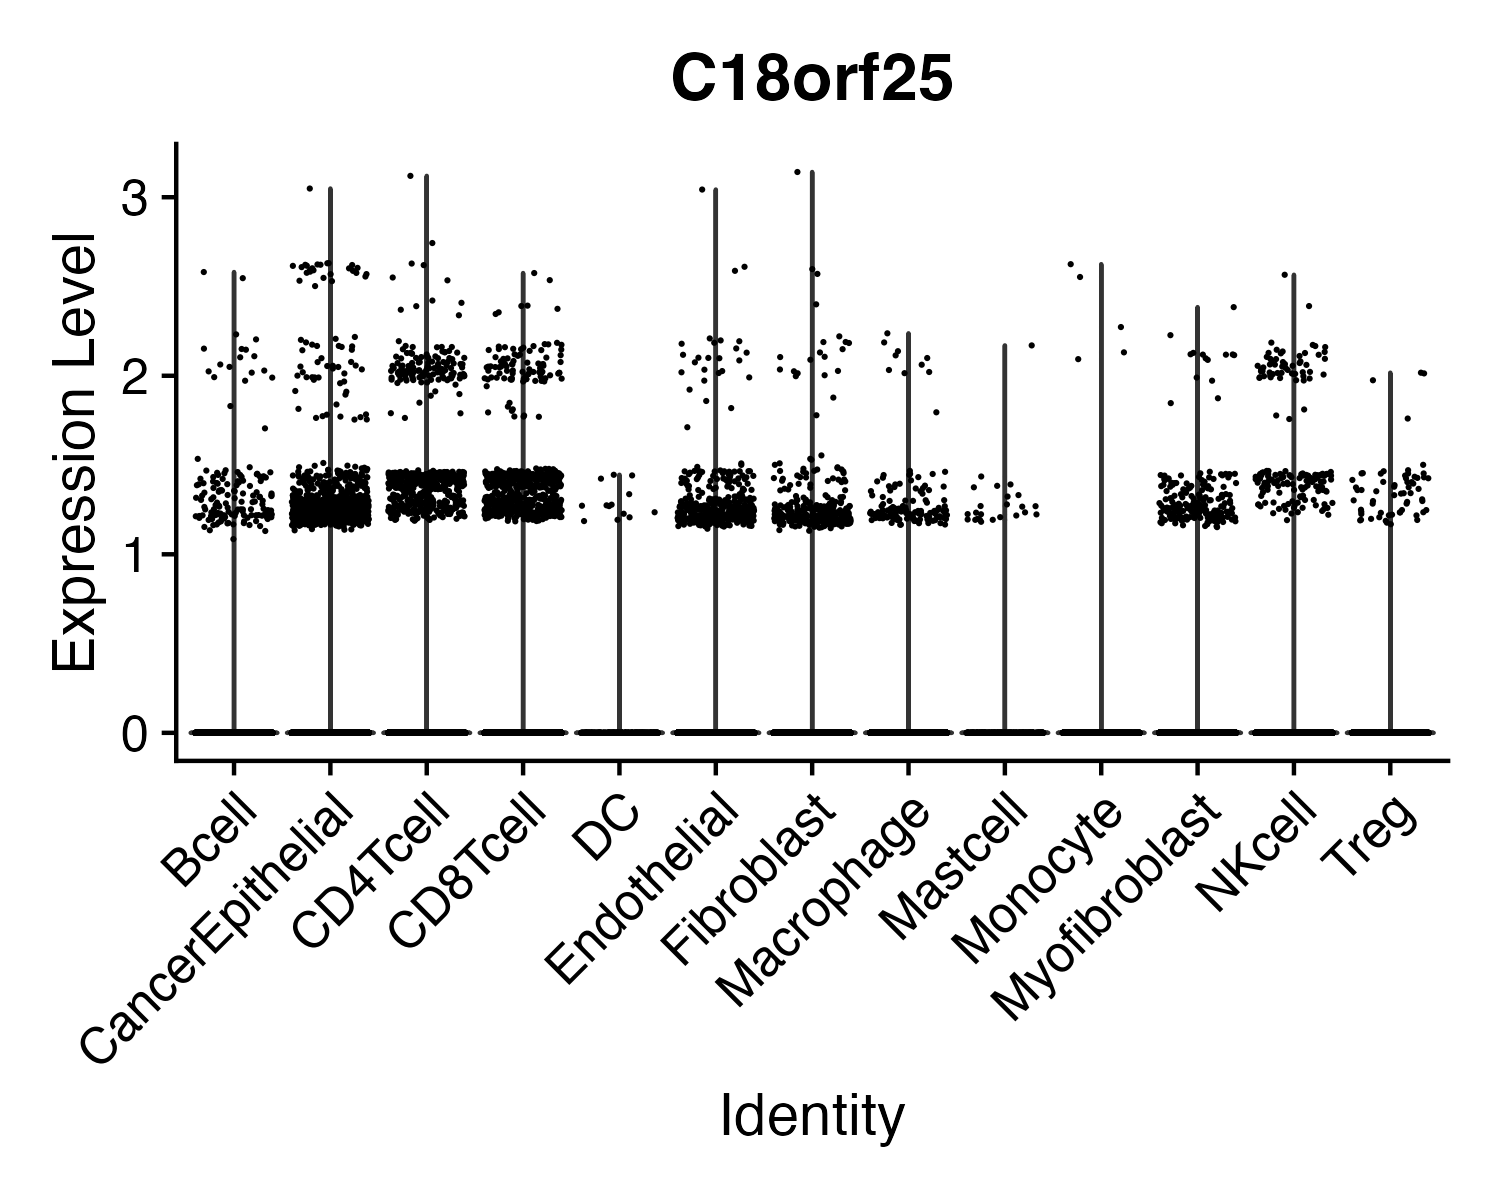 C18orf25
Expression Level
3
2
1
0
Bcell
CancerEpithelial
CD4Tcell
CD8Tcell
DC
Endothelial
Fibroblast
Macrophage
Mastcell
Monocyte
Myofibroblast
NKcell
Treg
Identity